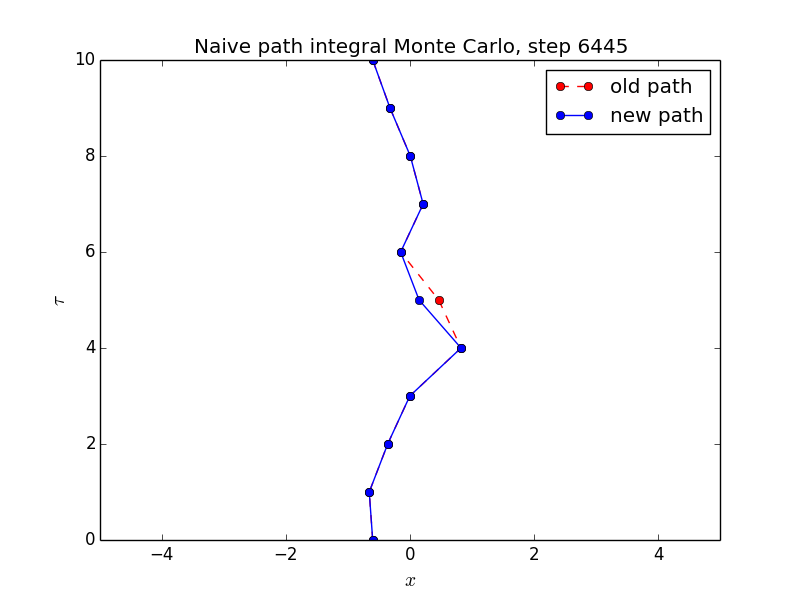 Naive path integral Monte Carlo, step 6445
10
8
6
4
2
0
τ
old path
new path
−4 −2 0 2 4
x